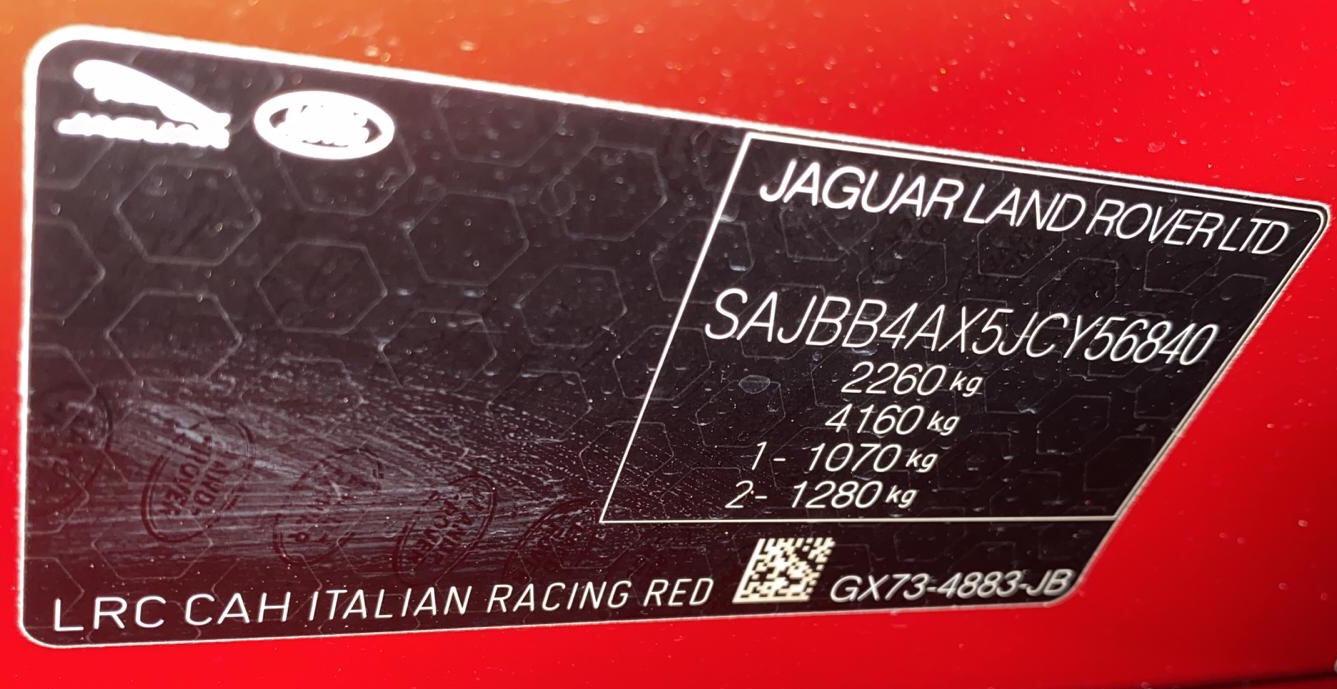 JAGUAR
JAGUAR LAND ROVER LTD
SAJBB4AX5JCY56840
2260 kg
4160 kg
1- 1070 kg
2- 1280 kg
LRC CAH ITALIAN RACING RED
GX73-4883-JB